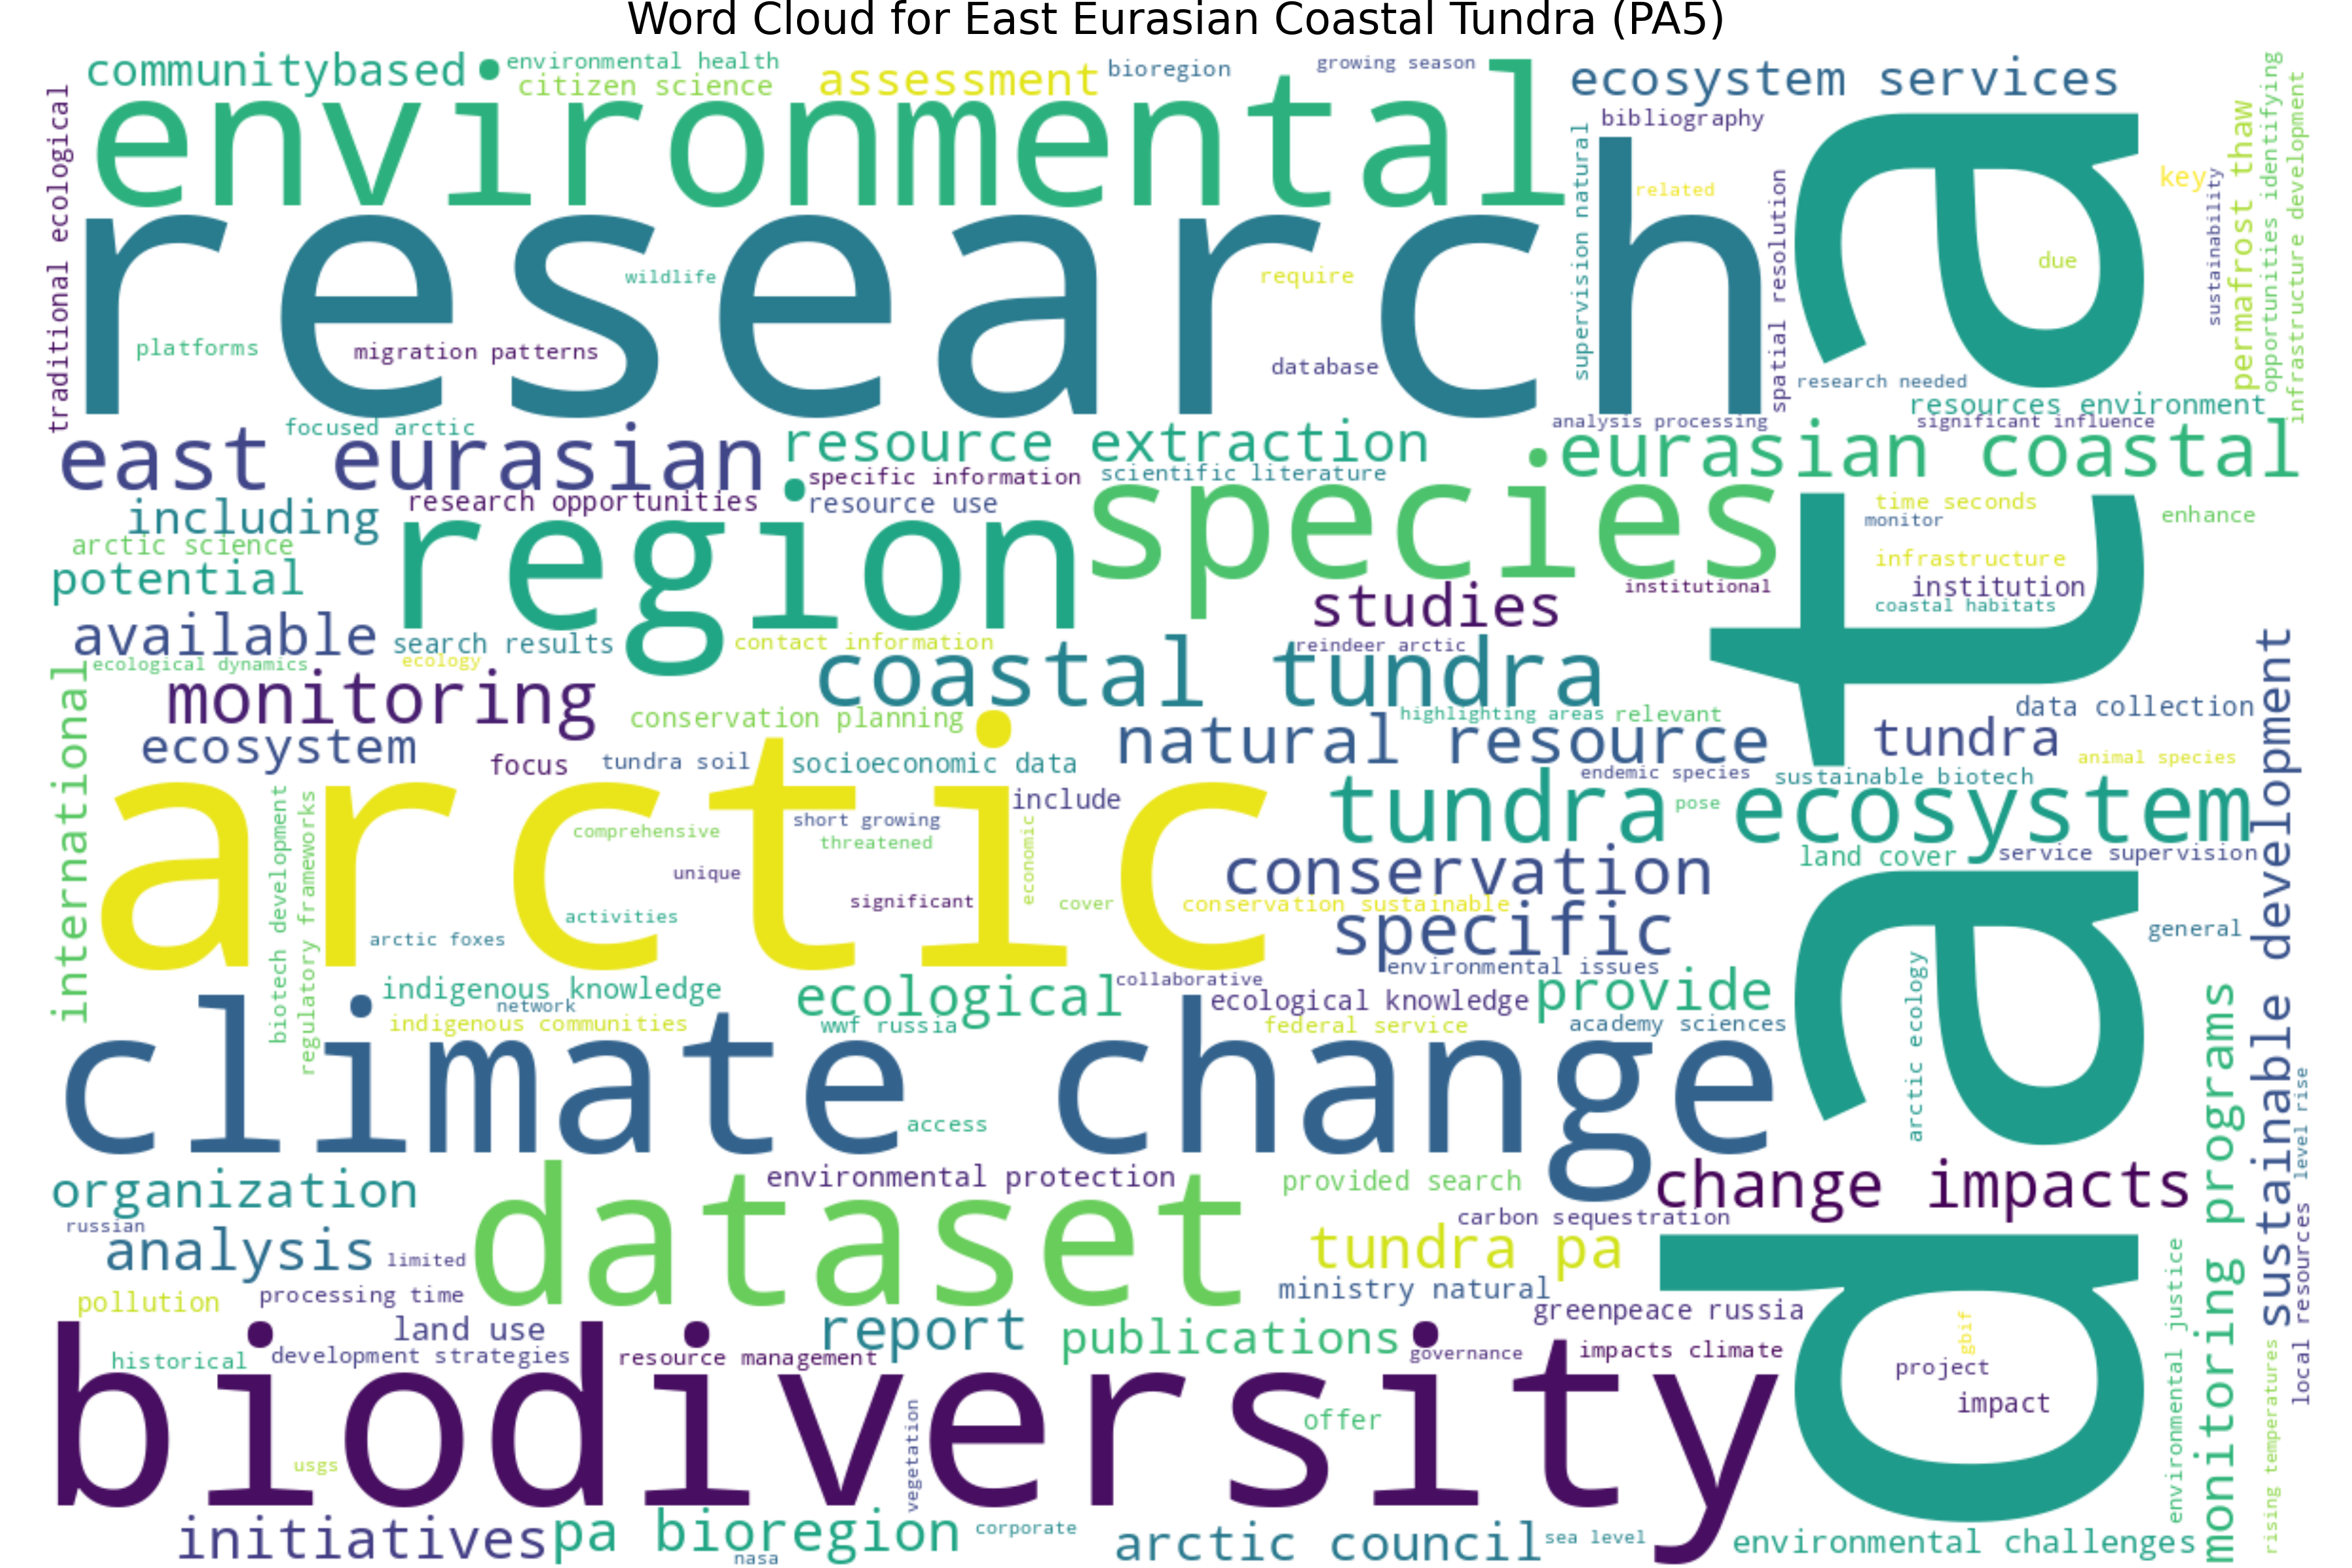 Word Cloud for East Eurasian Coastal Tundra (PA5)
communitybased
environmental health
citizen science
assessment
bioregion
growing season
ecosystem services
environmental
bibliography
traditional ecological
research
wildlife
require
platforms
migration patterns
database
supervision natural
related
spatial resolution
data
due
key
sustainability
permafrost thaw
opportunities identifying
infrastructure development
research needed
resources environment
focused arctic
analysis processing
significant influence
east eurasian
resource extraction
eurasian coastal
specific information
scientific literature
research opportunities
resource use
including
region
species
time seconds
monitor
enhance
arctic science
potential
infrastructure
institutional
institution
studies
coastal habitats
available
search results
contact information
reindeer arctic
ecological dynamics
ecology
coastal tundra
monitoring
conservation planning
highlighting areas
relevant
data collection
international
ecosystem
natural resource
tundra
focus
tundra soil
socioeconomic data
endemic species
sustainable biotech
animal species
arctic
include
tundra ecosystem
pose
short growing
comprehensive
threatened
economic
unique
significant
cover
activities
arctic foxes
biotech development
regulatory frameworks
land cover
service supervision
conservation
conservation sustainable
specific
general
environmental issues
sustainable development
indigenous knowledge
network
indigenous communities
ecological
collaborative
ecological knowledge
provide
wwf russia
federal service
academy sciences
arctic ecology
climate change
access
monitoring programs
level rise
organization
environmental protection
provided search
change impacts
russian
dataset
carbon sequestration
analysis
limited
tundra pa
pollution
processing time
ministry natural
greenpeace russia
land use
report
publications
historical
development strategies
resource management
governance
impacts climate
gbif
project
impact
environmental justice
local resources
rising temperatures
biodiversity
offer
usgs
vegetation
initiatives
pa bioregion
corporate
nasa
arctic council
sea level
environmental challenges